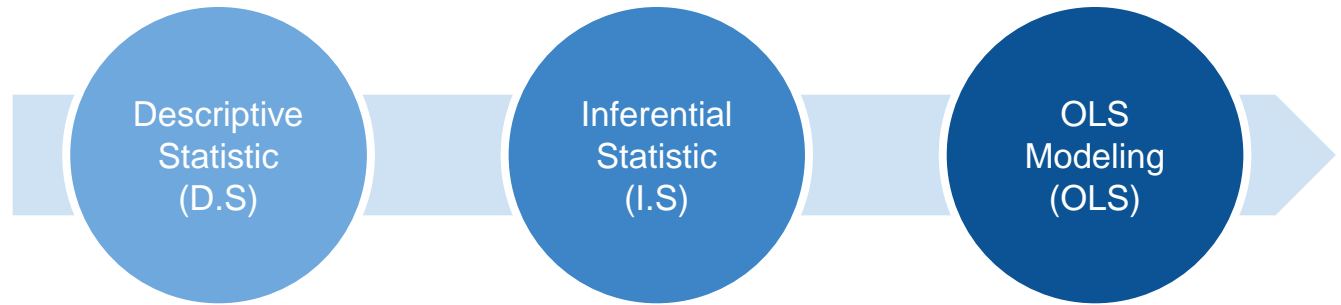 Descriptive
Statistic
(D.S)
Inferential
Statistic
(I.S)
OLS
Modeling
(OLS)